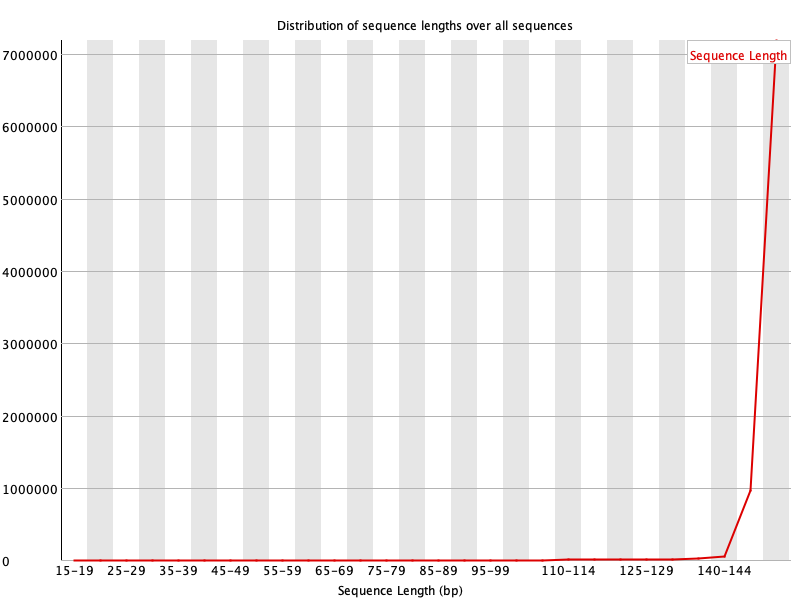 Distribution of sequence lengths over all sequences
Sequence Length
7000000
6000000
5000000
4000000
3000000
2000000
1000000
0
15-19 25-29 35-39 45-49 55-59 65-69 75-79 85-89 95-99 110-114 125-129 140-144
Sequence Length (bp)